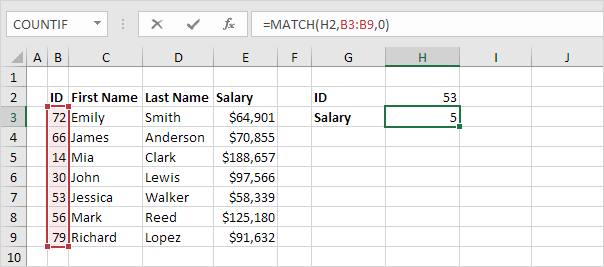 COUNTIF fx =MATCH(H2,B3:B9,0)
A B C D E F G H I J
1
2 ID First Name Last Name Salary ID 53
3 72 Emily Smith $64,901 Salary 5
4 66 James Anderson $70,855
5 14 Mia Clark $188,657
6 30 John Lewis $97,566
7 53 Jessica Walker $58,339
8 56 Mark Reed $125,180
9 79 Richard Lopez $91,632
10